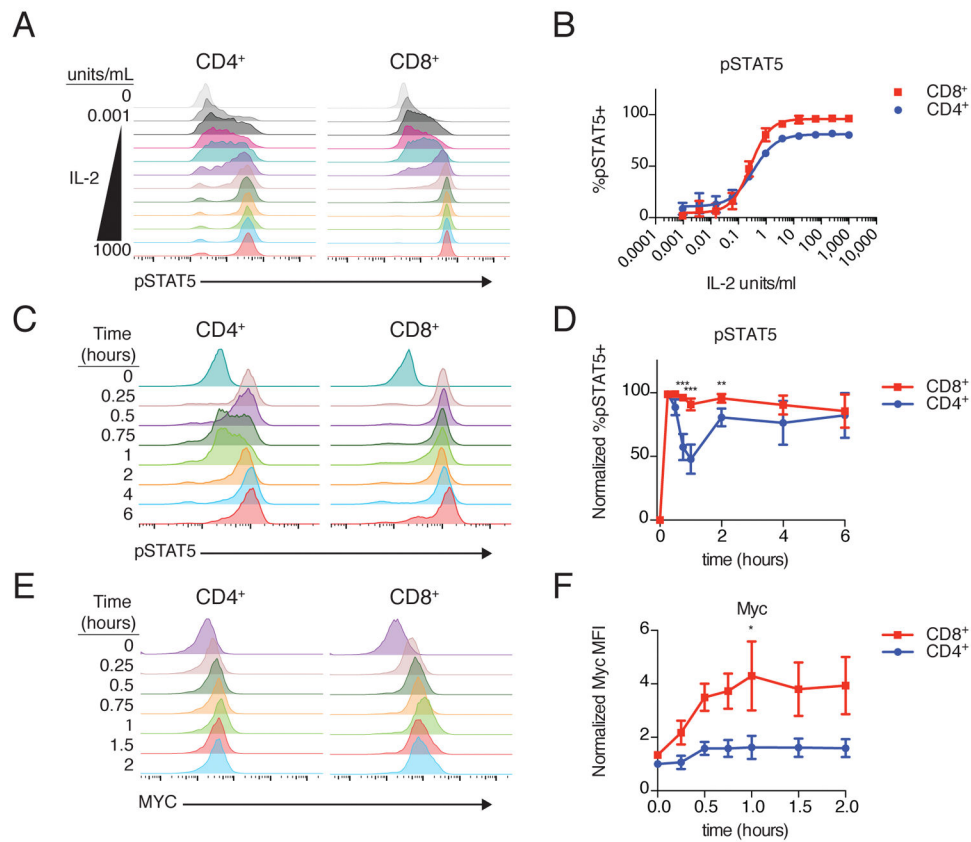 A
CD4+
CD8+
units/mL
0
0.001
IL-2
1000
pSTAT5
B
pSTAT5
CD8+
CD4+
%pSTAT5+
100
50
0
0.0001
0.001
0.01
0.1
1
10
100
1000
10,000
IL-2 units/ml
C
Time
(hours)
CD4+
CD8+
0
0.25
0.5
0.75
1
2
4
6
pSTAT5
D
pSTAT5
CD8+
CD4+
Normalized %pSTAT5+
100
50
0
***
***
**
0
2
4
6
time (hours)
E
Time
(hours)
CD4+
CD8+
0
0.25
0.5
0.75
1
1.5
2
MYC
F
Myc
*
CD8+
CD4+
Normalized Myc MFI
6
4
2
0
0.0
0.5
1.0
1.5
2.0
time (hours)